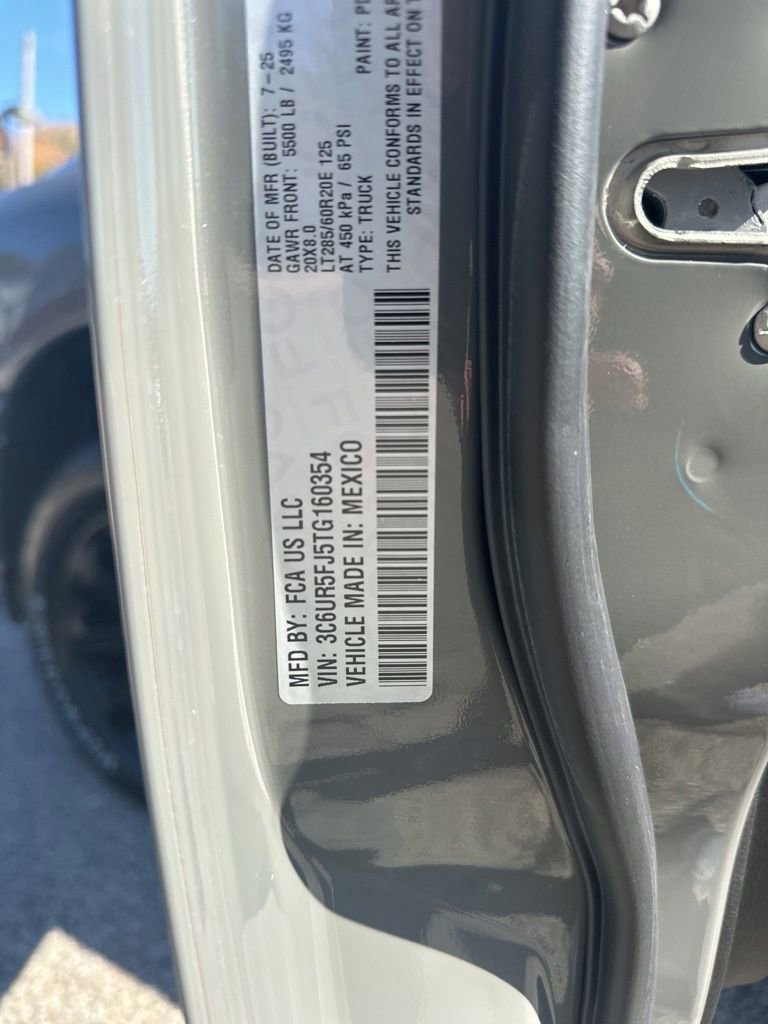 MFD BY: FCA US LLC
DATE OF MFR (BUILT): 7-25
GAWR FRONT: 5500 LB / 2495 KG
20X8.0
LT285/60R20E 125
AT 450 kPa / 65 PSI
TYPE: TRUCK
PAINT:
THIS VEHICLE CONFORMS TO ALL
STANDARDS IN EFFECT ON
VIN: 3C6UR5FJ5TG160354
VEHICLE MADE IN: MEXICO